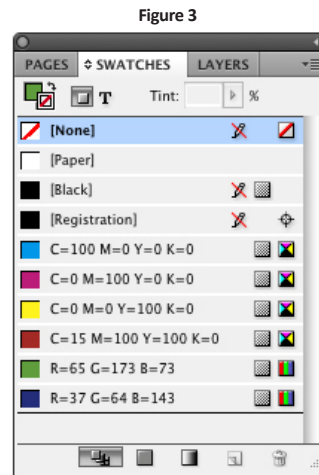 Figure 3
PAGES SWATCHES LAYERS
T Tint: %
[None]
[Paper]
[Black]
[Registration]
C=100 M=0 Y=0 K=0
C=0 M=100 Y=0 K=0
C=0 M=0 Y=100 K=0
C=15 M=100 Y=100 K=0
R=65 G=173 B=73
R=37 G=64 B=143